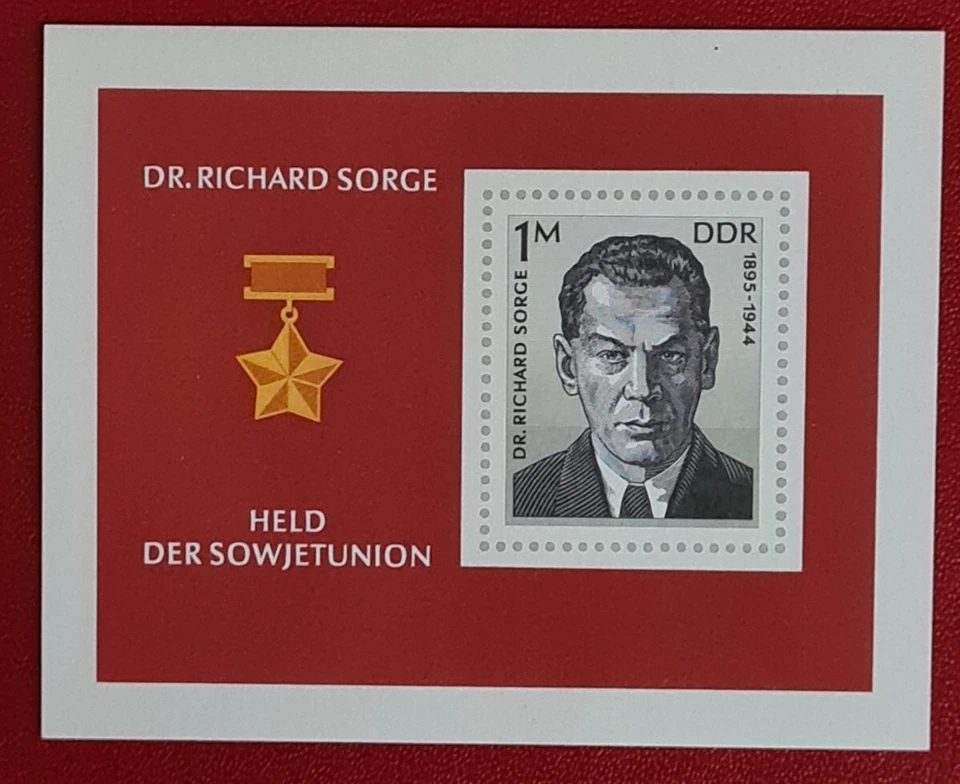 DR. RICHARD SORGE
HELD
DER SOWJETUNION
1M
DDR
DR. RICHARD SORGE
1895-1944